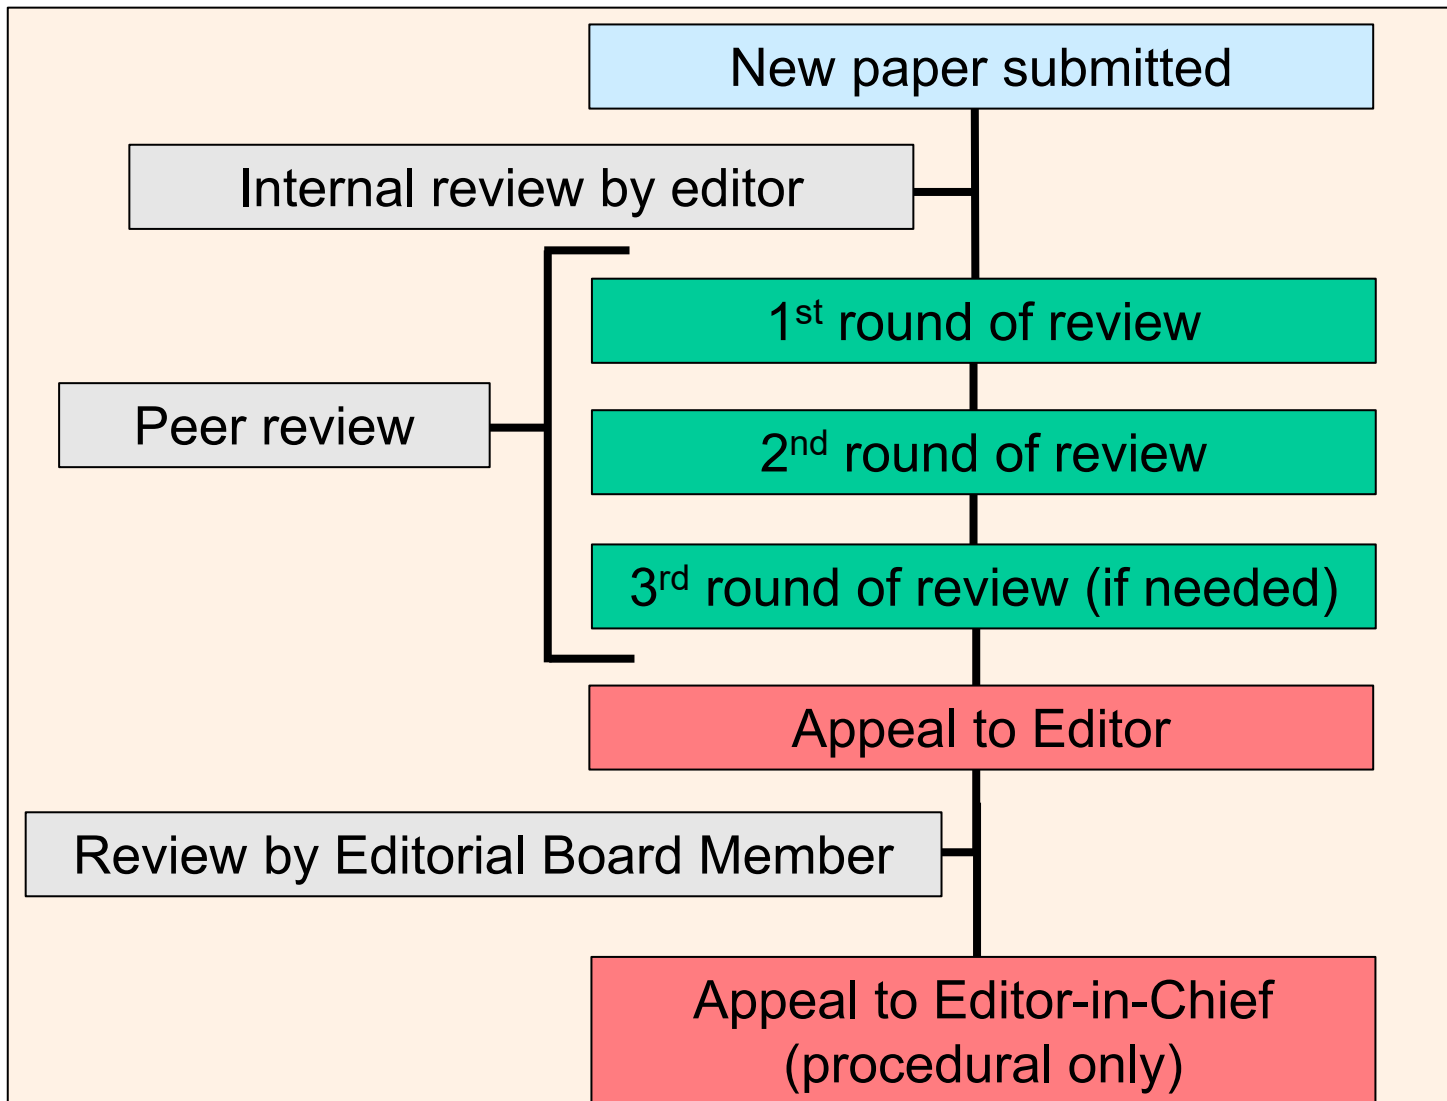 New paper submitted
Internal review by editor
1st round of review
Peer review
2nd round of review
3rd round of review (if needed)
Appeal to Editor
Review by Editorial Board Member
Appeal to Editor-in-Chief
(procedural only)